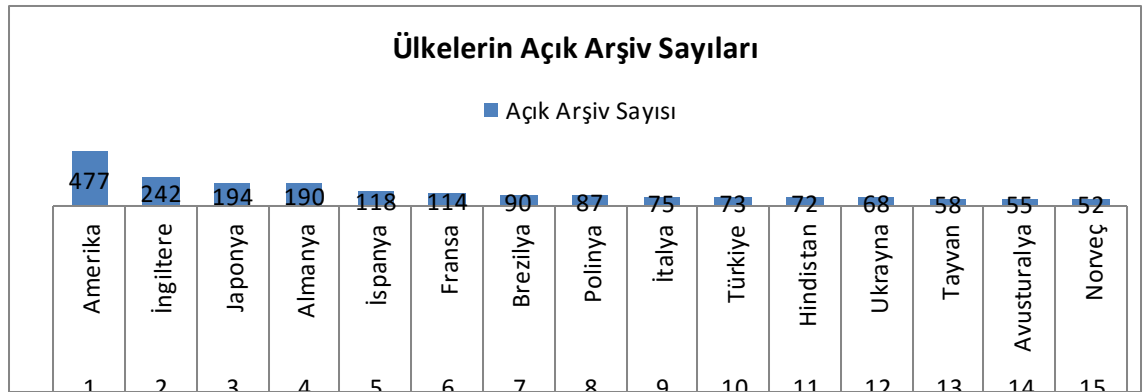 Ülkelerin Açık Arşiv Sayıları
Açık Arşiv Sayısı
477 242 194 190 118 114 90 87 75 73 72 68 58 55 52
Amerika İngiltere Japonya Almanya İspanya Fransa Brezilya Polinya İtalya Türkiye Hindistan Ukrayna Tayvan Avusturalya Norveç
1 2 3 4 5 6 7 8 9 10 11 12 13 14 15